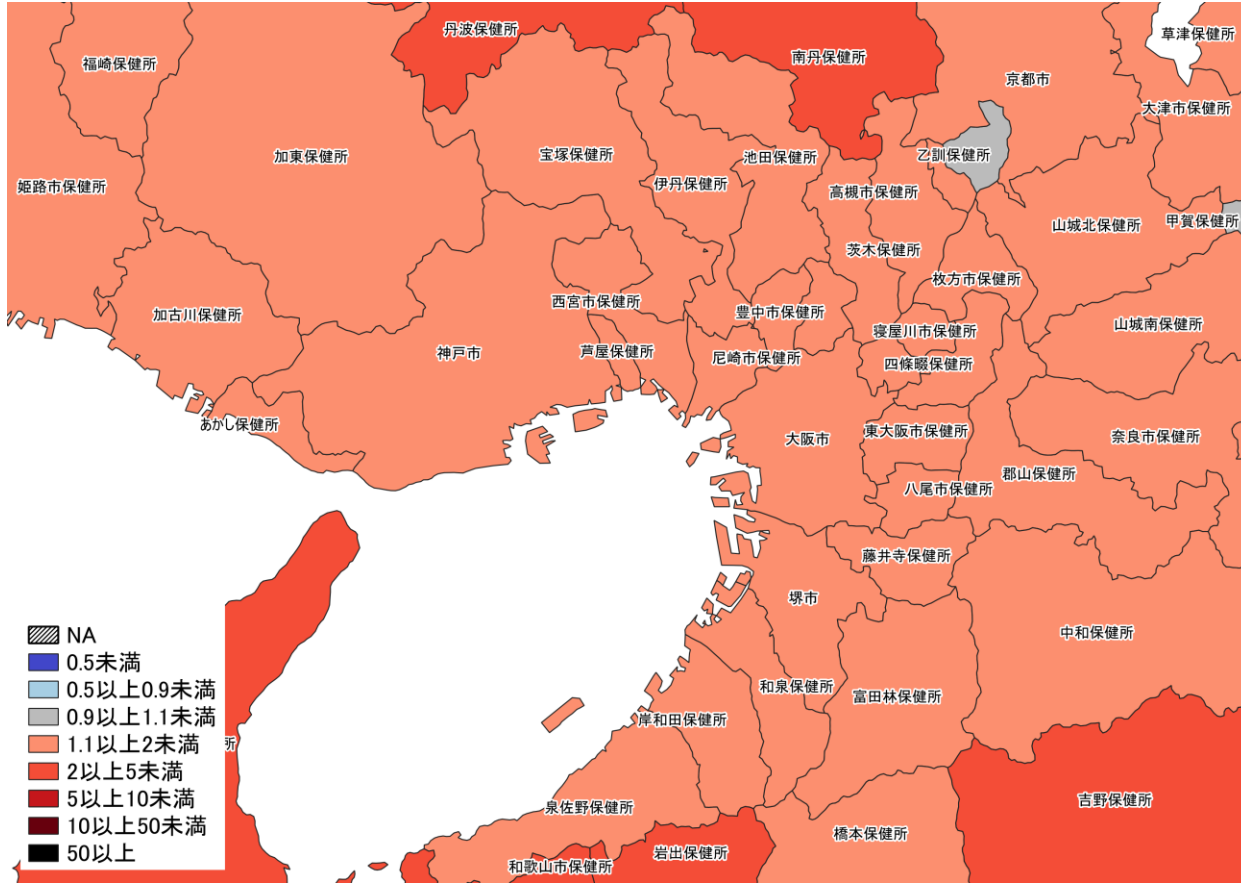 丹波保健所
南丹保健所
草津保健所
福崎保健所
京都市
大津市保健所
加東保健所
宝塚保健所
池田保健所
乙訓保健所
姫路市保健所
伊丹保健所
高槻市保健所
山城北保健所
甲賀保健所
茨木保健所
枚方市保健所
西宮市保健所
加古川保健所
豊中市保健所
寝屋川市保健所
山城南保健所
神戸市
芦屋保健所
尼崎市保健所
四條畷保健所
あかし保健所
大阪市
東大阪市保健所
奈良市保健所
八尾市保健所
郡山保健所
藤井寺保健所
堺市
中和保健所
和泉保健所
富田林保健所
岸和田保健所
所
泉佐野保健所
吉野保健所
橋本保健所
和歌山市保健所
岩出保健所
NA
0.5未満
0.5以上0.9未満
0.9以上1.1未満
1.1以上2未満
2以上5未満
5以上10未満
10以上50未満
50以上